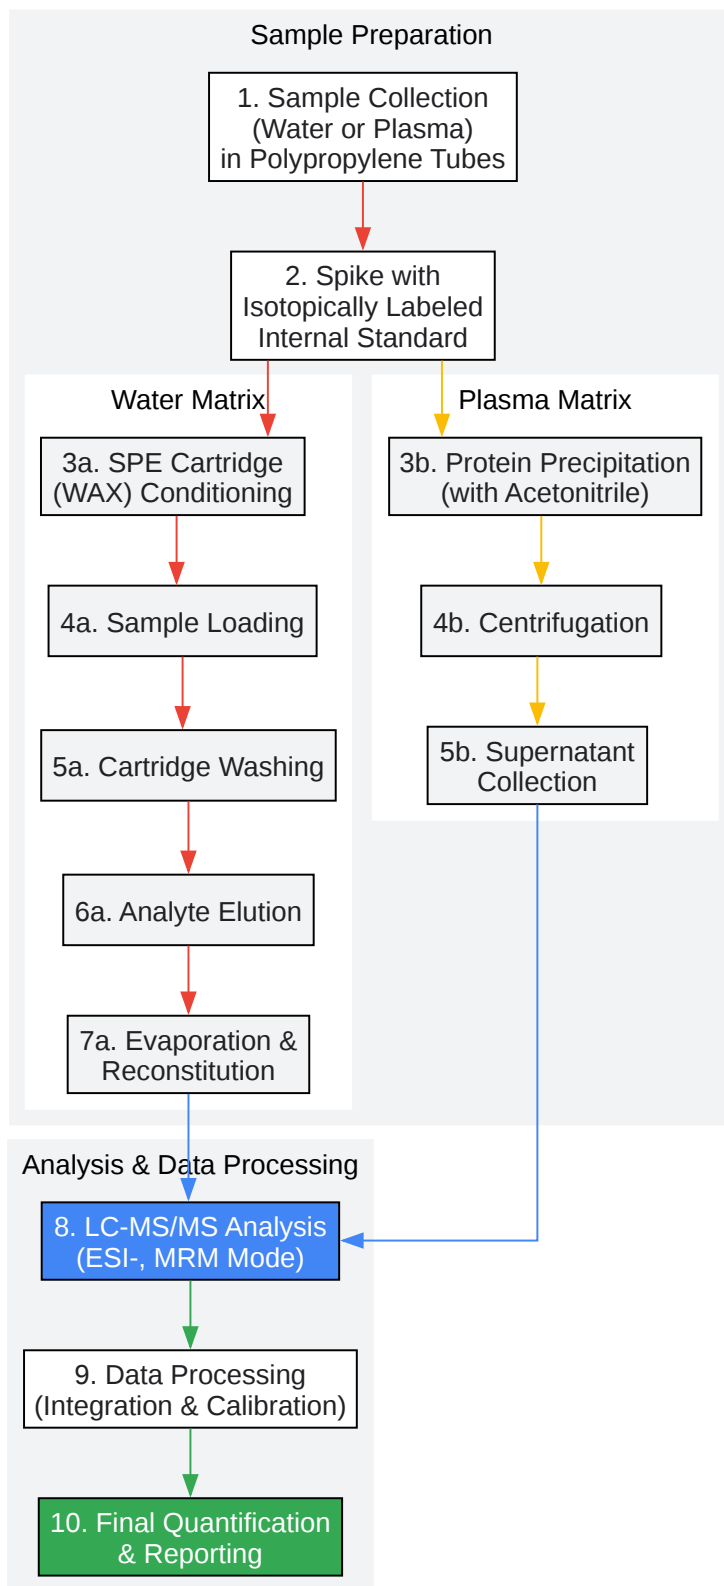 Sample Preparation
1. Sample Collection
(Water or Plasma)
in Polypropylene Tubes
2. Spike with
Isotopically Labeled
Internal Standard
Water Matrix
3a. SPE Cartridge
(WAX) Conditioning
4a. Sample Loading
5a. Cartridge Washing
6a. Analyte Elution
7a. Evaporation &
Reconstitution
Plasma Matrix
3b. Protein Precipitation
(with Acetonitrile)
4b. Centrifugation
5b. Supernatant
Collection
Analysis & Data Processing
8. LC-MS/MS Analysis
(ESI-, MRM Mode)
9. Data Processing
(Integration & Calibration)
10. Final Quantification
& Reporting